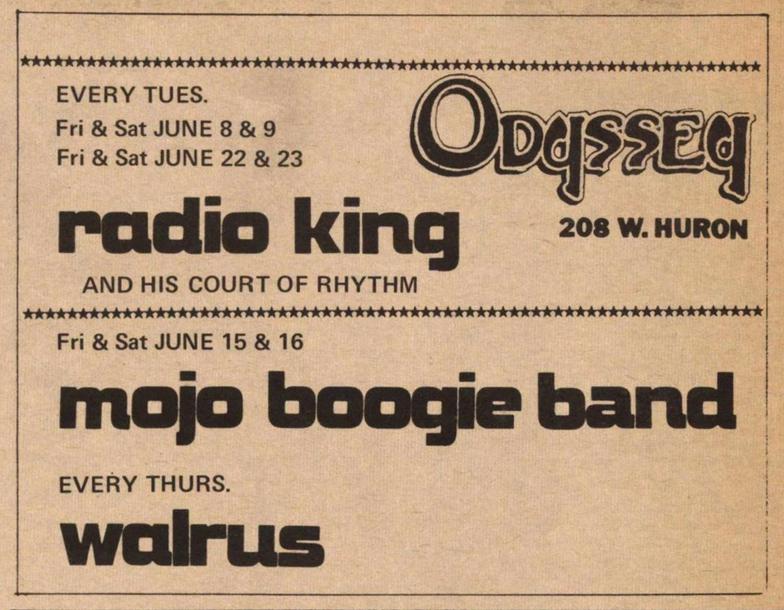 EVERY TUES.
Fri & Sat JUNE 8 & 9
Fri & Sat JUNE 22 & 23
ODYSSEY
208 W. HURON
radio king
AND HIS COURT OF RHYTHM
Fri & Sat JUNE 15 & 16
mojo boogie band
EVERY THURS.
walrus